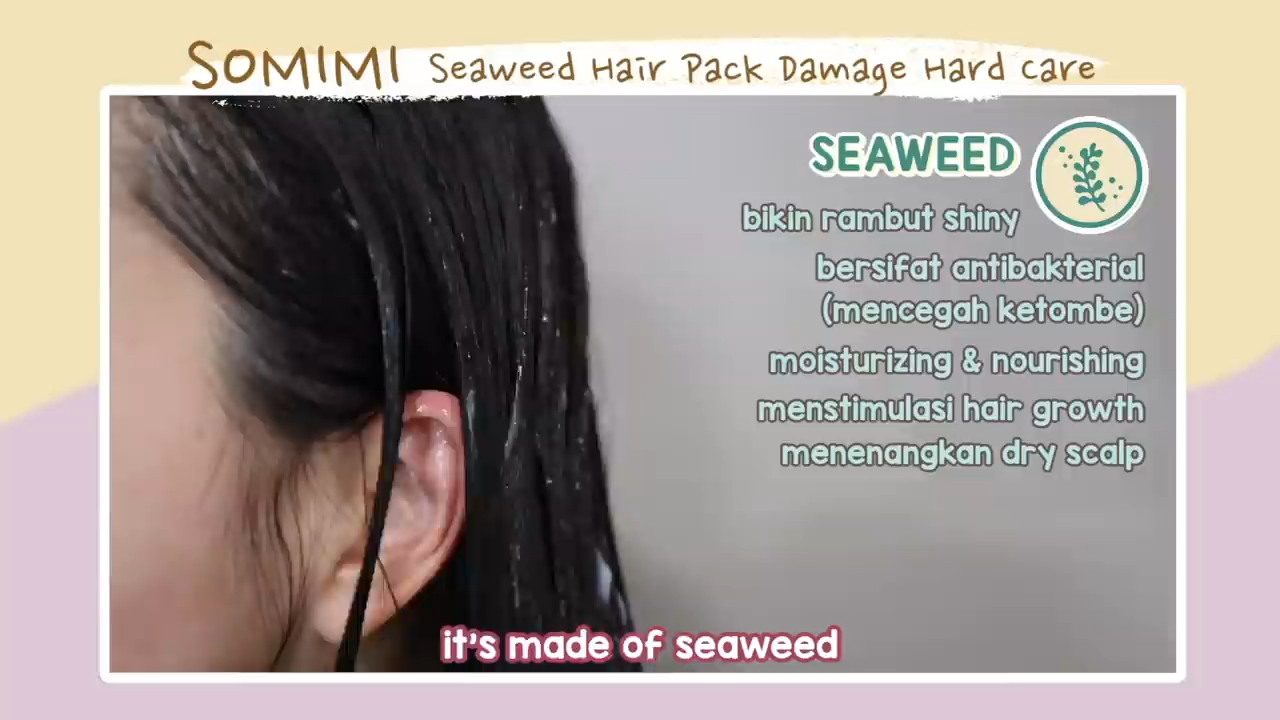 SOMIMI Seaweed Hair Pack Damage Hard Care
SEAWEED
bikin rambut shiny
bersifat antibakterial
(mencegah ketombe)
moisturizing & nourishing
menstimulasi hair growth
menenangkan dry scalp
it's made of seaweed